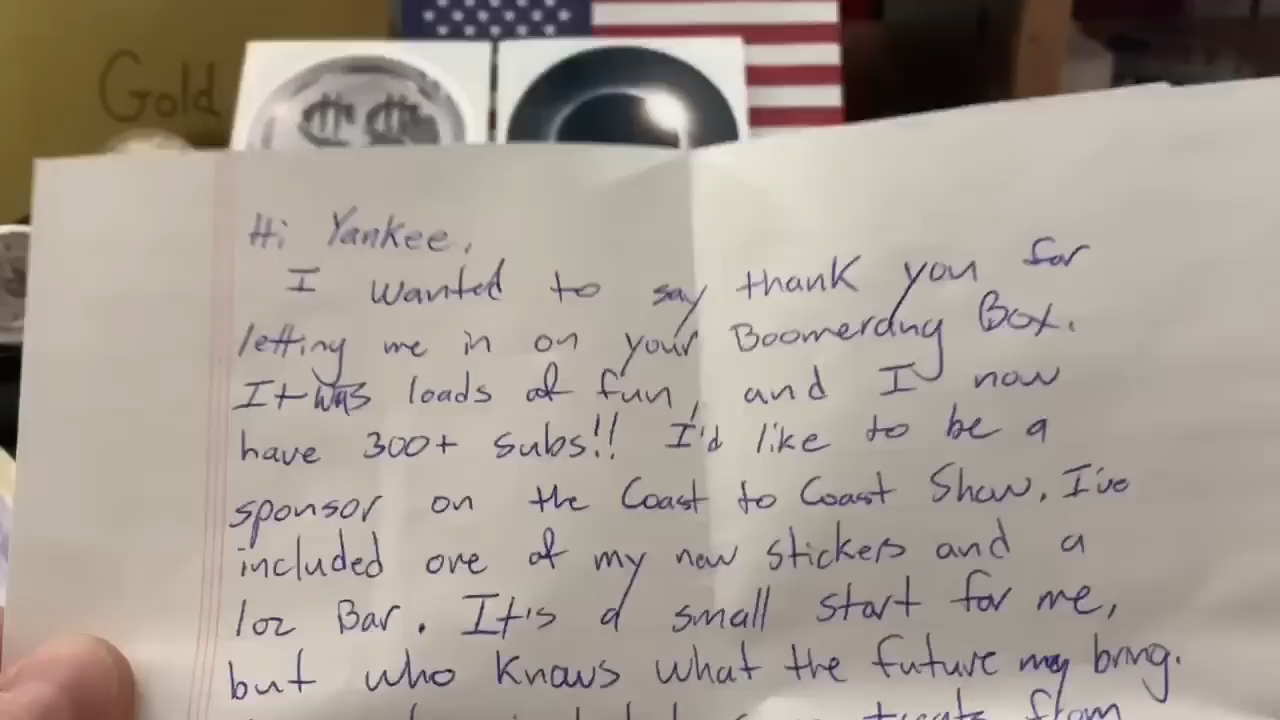 Gold
$ $
Hi Yankee,
I wanted to say thank you for
letting me in on your Boomerang Box.
It was loads of fun, and I now
have 300+ subs!! I'd like to be a
sponsor on the Coast to Coast Show. I've
included one of my new stickers and a
1oz Bar. It's a small start for me,
but who knows what the future may bring.
treats from